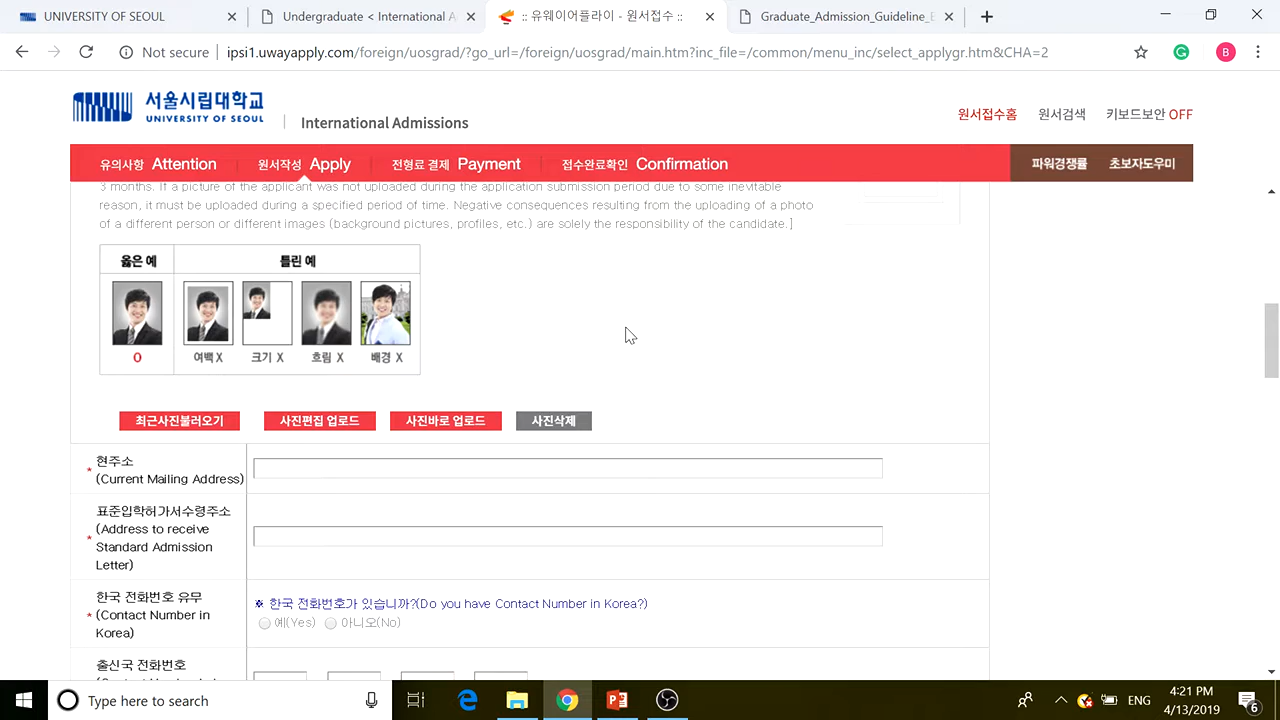 UNIVERSITY OF SEOUL
Undergraduate < International A
:: 유웨이어플라이 - 원서접수 ::
Graduate_Admission_Guideline_E
Not secure
ipsi1.uwayapply.com/foreign/uosgrad/?go_url=/foreign/uosgrad/main.htm?inc_file=/common/menu_inc/select_applygr.htm&CHA=2
B
서울시립대학교
UNIVERSITY OF SEOUL
International Admissions
원서접수홈 원서검색 키보드보안 OFF
유의사항 Attention 원서작성 Apply 전형료 결제 Payment 접수완료확인 Confirmation 파워경쟁률 초보자도우미
3 months. If a picture of the applicant was not uploaded during the application submission period due to some inevitable
reason, it must be uploaded during a specified period of time. Negative consequences resulting from the uploading of a photo
of a different person or different images (background pictures, profiles, etc.) are solely the responsibility of the candidate.]
옳은 예 틀린 예
O 여백 X 크기 X 흐림 X 배경 X
최근사진불러오기 사진편집 업로드 사진바로 업로드 사진삭제
* 현주소
(Current Mailing Address)
표준입학허가서수령주소
(Address to receive
* Standard Admission
Letter)
한국 전화번호 유무
* (Contact Number in
Korea)
※ 한국 전화번호가 있습니까?(Do you have Contact Number in Korea?)
예(Yes) 아니오(No)
출신국 전화번호
Type here to search
ENG
4:21 PM
4/13/2019
6